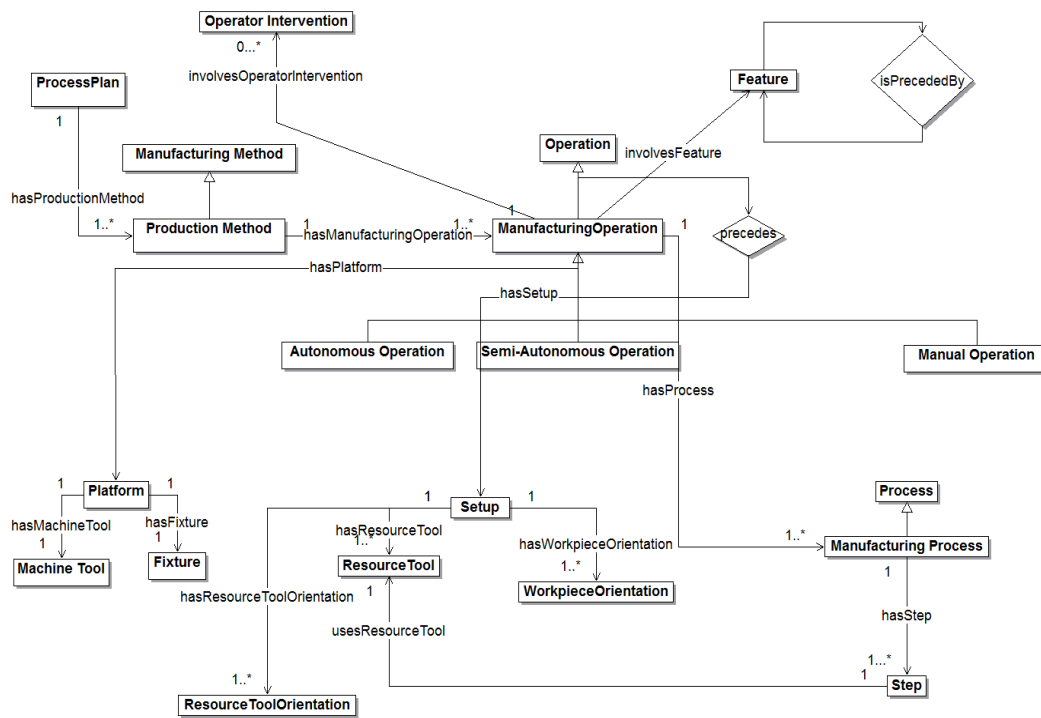 Operator Intervention
0...*
involvesOperatorIntervention
ProcessPlan
1
Feature
isPrecededBy
Manufacturing Method
Operation
involvesFeature
hasProductionMethod
1..*
Production Method
1
hasManufacturingOperation
1..*
1
ManufacturingOperation
1
precedes
hasPlatform
hasSetup
Autonomous Operation
Semi-Autonomous Operation
Manual Operation
hasProcess
1
Platform
1
hasMachineTool
hasFixture
1
1
Machine Tool
Fixture
1
Setup
1
hasResourceTool
1..*
ResourceTool
1
hasWorkpieceOrientation
1..*
WorkpieceOrientation
hasResourceToolOrientation
usesResourceTool
1..*
ResourceToolOrientation
Process
1..*
Manufacturing Process
1
hasStep
1...*
1
Step